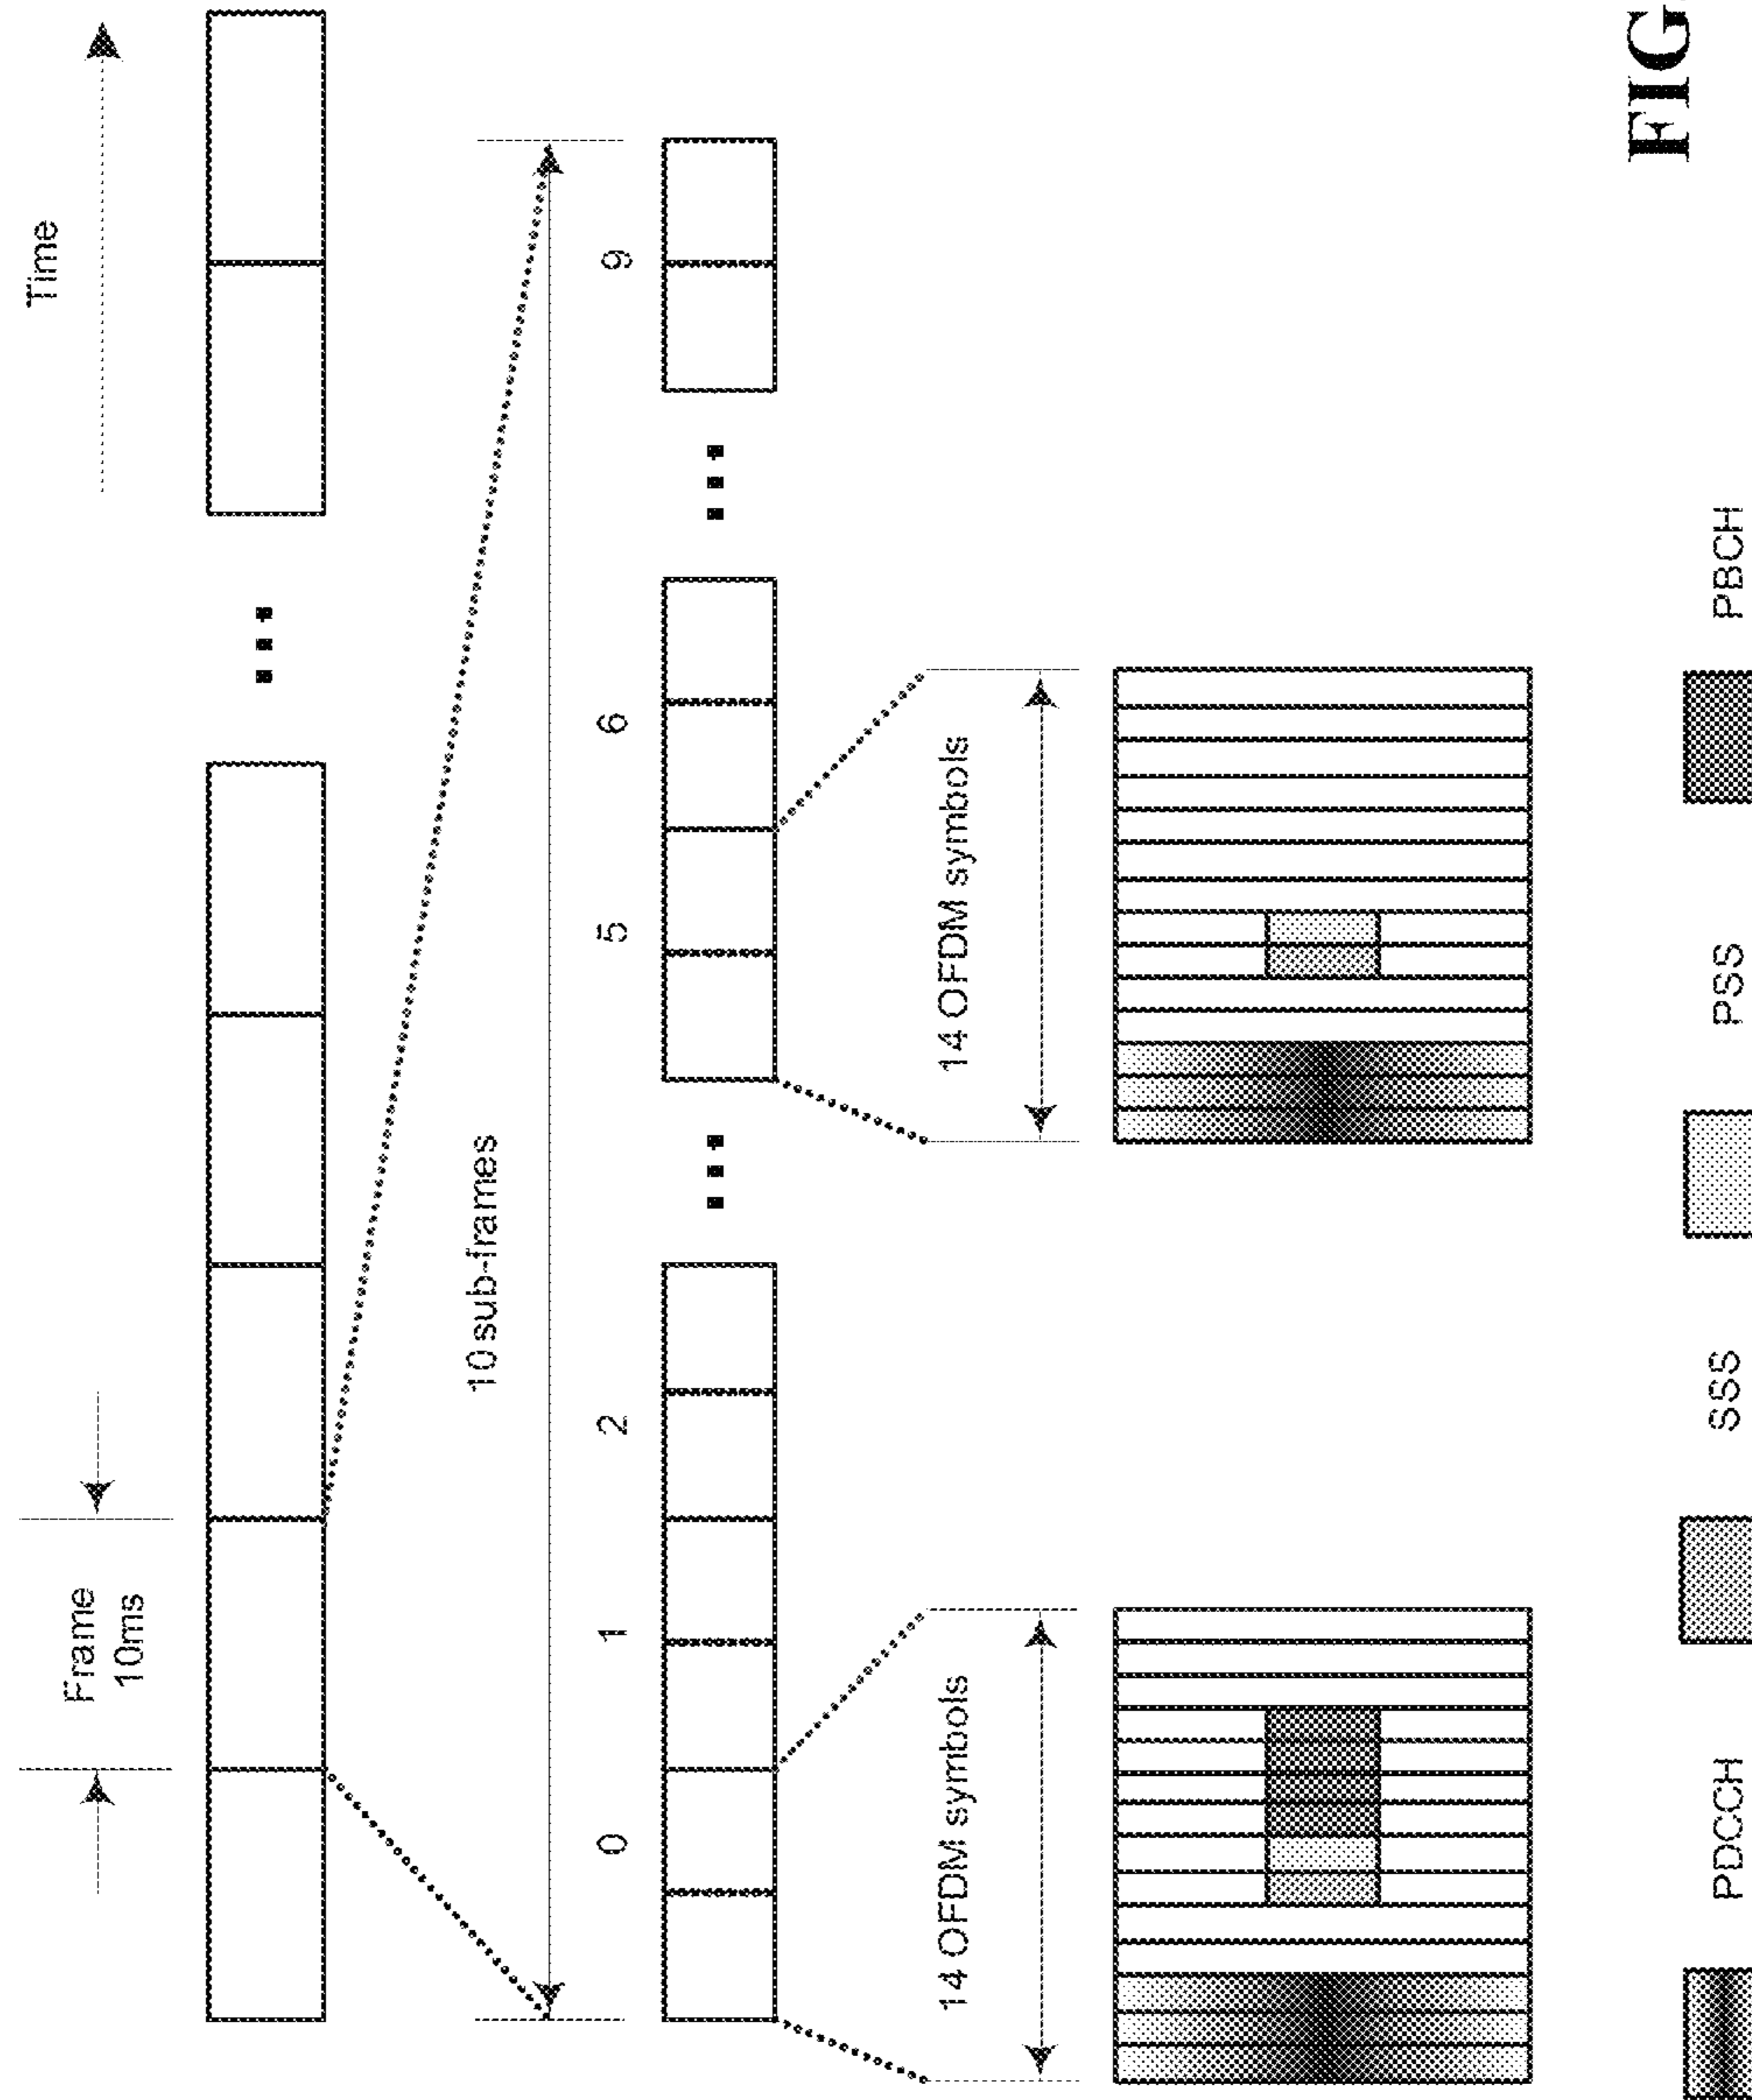 Time
Frame
10ms
10 sub-frames
0 1 2 5 6 9
14 OFDM symbols
14 OFDM symbols
PDCCH
SSS
PSS
PBCH
FIG.